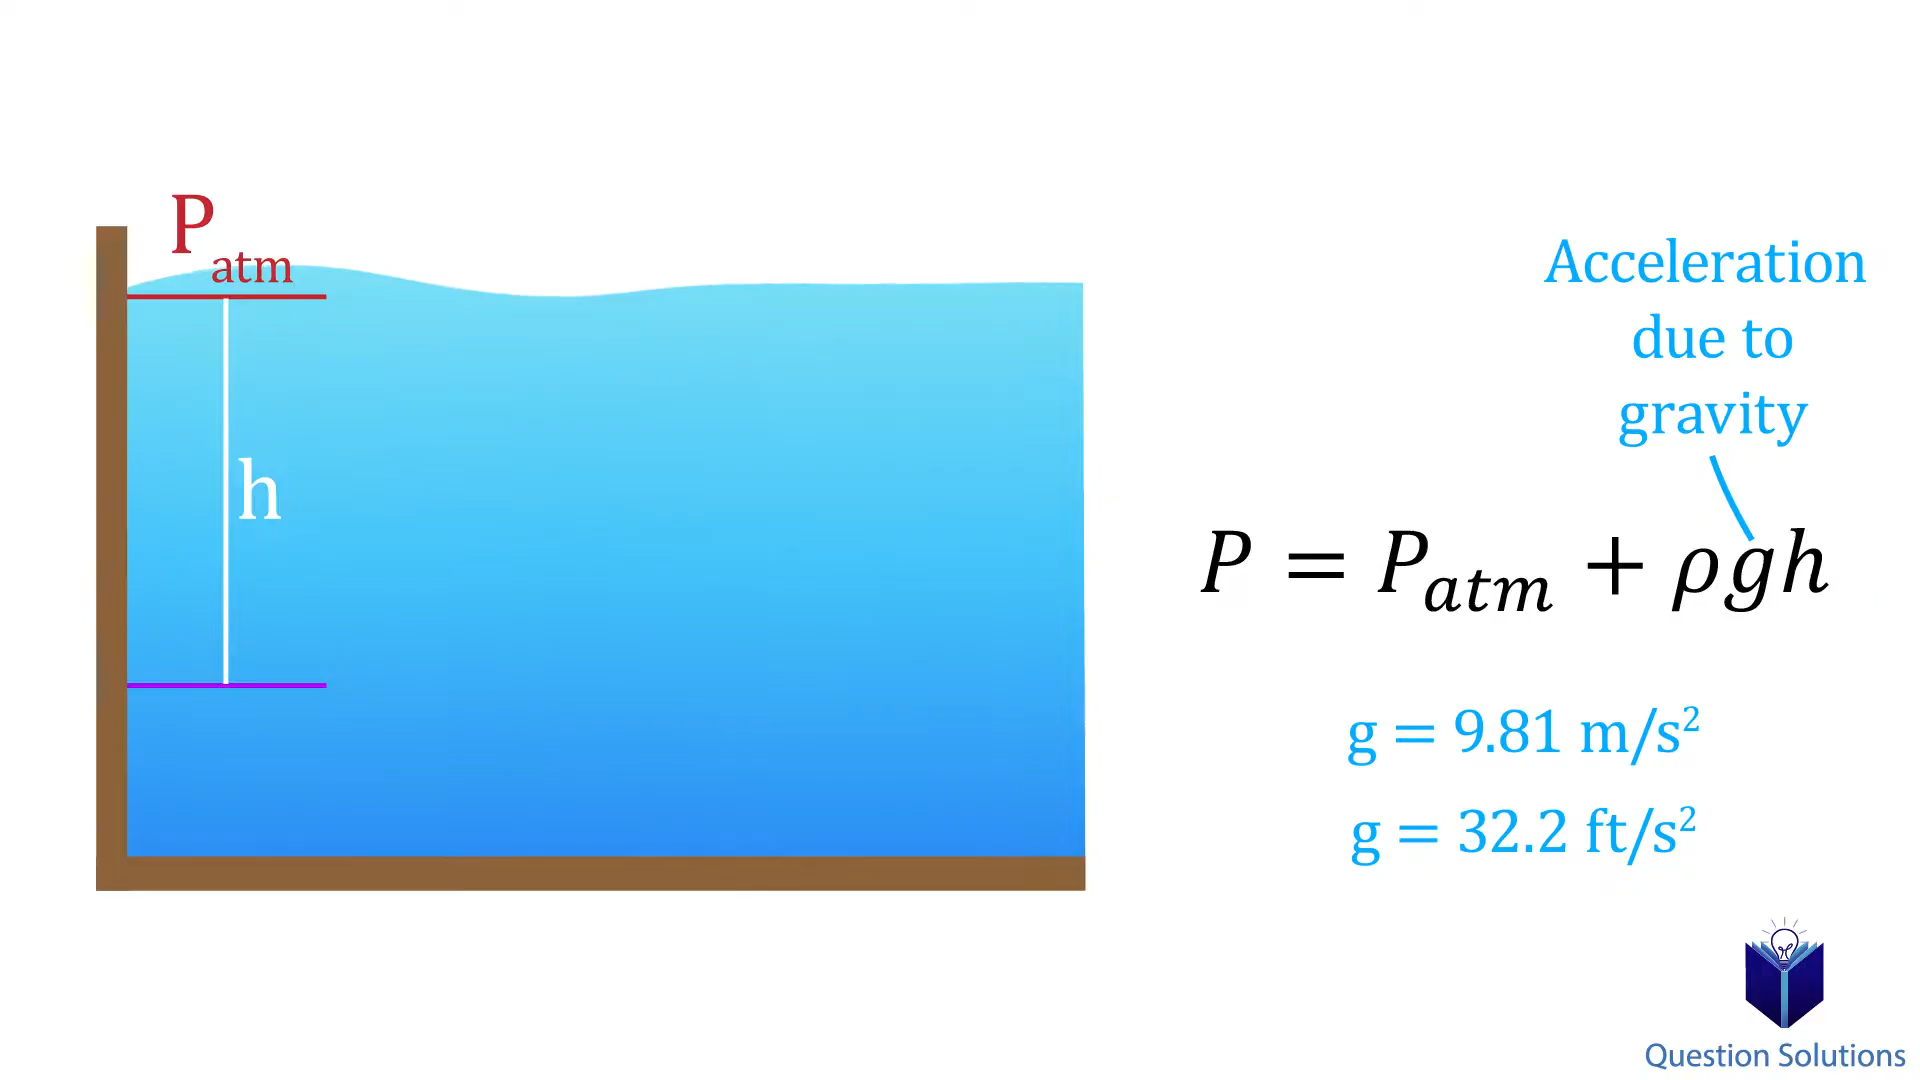 P
atm
h
Acceleration
due to
gravity
P = Pₐₜₘ + ρgh
g = 9.81 m/s²
g = 32.2 ft/s²
Question Solutions